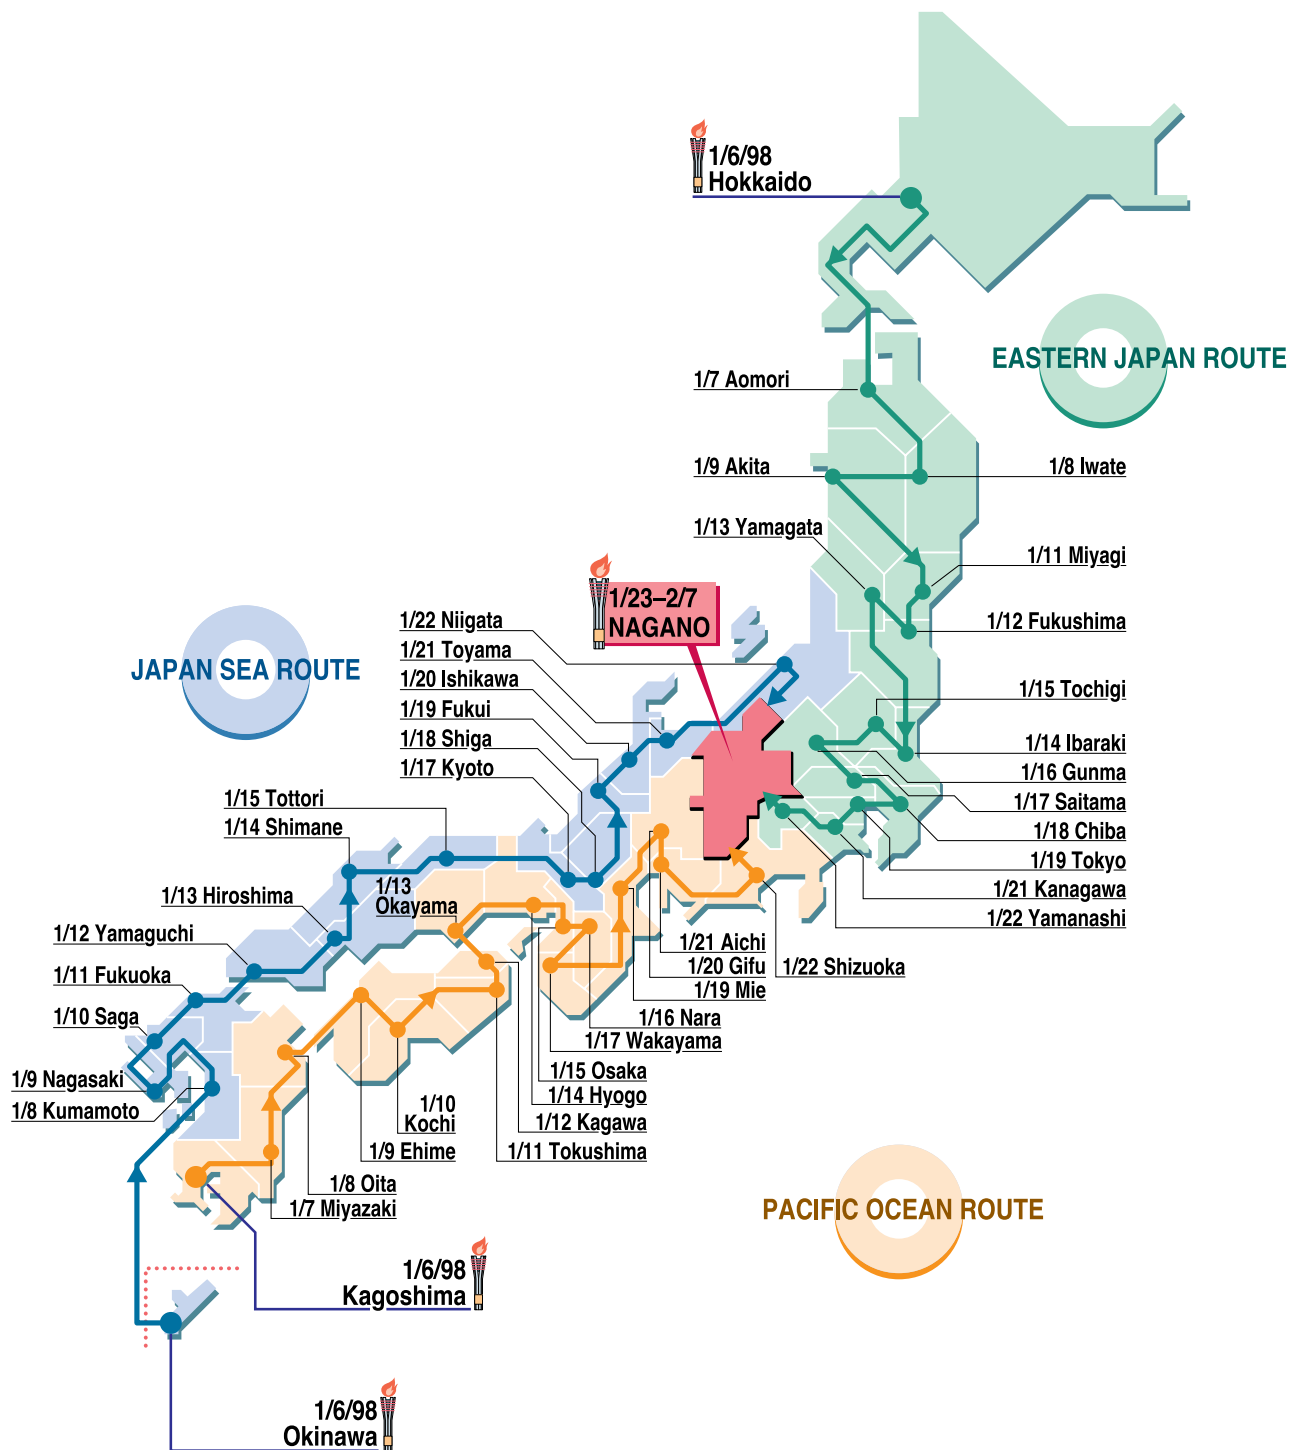 1/6/98
Hokkaido
EASTERN JAPAN ROUTE
1/7 Aomori
1/9 Akita
1/8 Iwate
1/13 Yamagata
1/11 Miyagi
1/12 Fukushima
1/23–2/7
NAGANO
1/22 Niigata
1/21 Toyama
1/20 Ishikawa
1/19 Fukui
1/18 Shiga
1/17 Kyoto
JAPAN SEA ROUTE
1/15 Tochigi
1/14 Ibaraki
1/16 Gunma
1/17 Saitama
1/18 Chiba
1/19 Tokyo
1/21 Kanagawa
1/22 Yamanashi
1/15 Tottori
1/14 Shimane
1/13 Hiroshima
1/13
Okayama
1/12 Yamaguchi
1/11 Fukuoka
1/10 Saga
1/9 Nagasaki
1/8 Kumamoto
1/21 Aichi
1/20 Gifu
1/19 Mie
1/22 Shizuoka
1/16 Nara
1/17 Wakayama
1/15 Osaka
1/14 Hyogo
1/12 Kagawa
1/11 Tokushima
1/10
Kochi
1/9 Ehime
1/8 Oita
1/7 Miyazaki
PACIFIC OCEAN ROUTE
1/6/98
Kagoshima
1/6/98
Okinawa